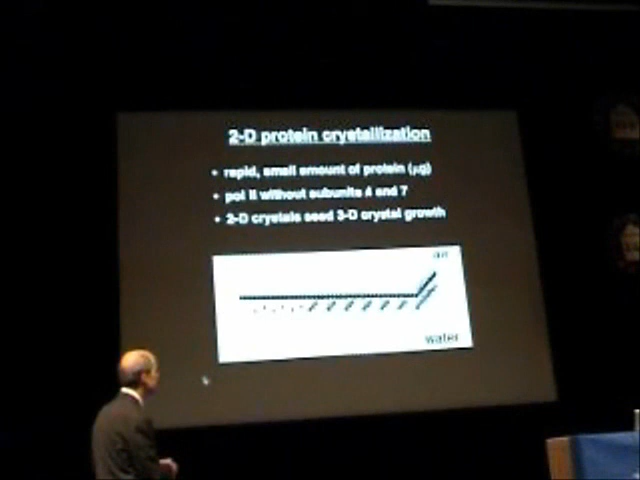 2-D protein crystallization
• rapid, small amount of protein (µg)
• pol II without subunits 4 and 7
• 2-D crystals seed 3-D crystal growth
air
water